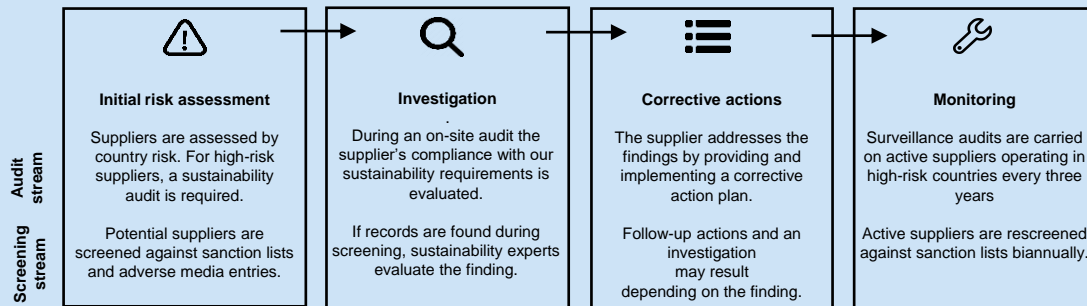 Audit
stream
Screening
stream
Initial risk assessment
Suppliers are assessed by
country risk. For high-risk
suppliers, a sustainability
audit is required.
Potential suppliers are
screened against sanction lists
and adverse media entries.
Investigation
.
During an on-site audit the
supplier's compliance with our
sustainability requirements is
evaluated.
If records are found during
screening, sustainability experts
evaluate the finding.
Corrective actions
The supplier addresses the
findings by providing and
implementing a corrective
action plan.
Follow-up actions and an
investigation
may result
depending on the finding.
Monitoring
Surveillance audits are carried
on active suppliers operating in
high-risk countries every three
years
Active suppliers are rescreened
against sanction lists biannually.